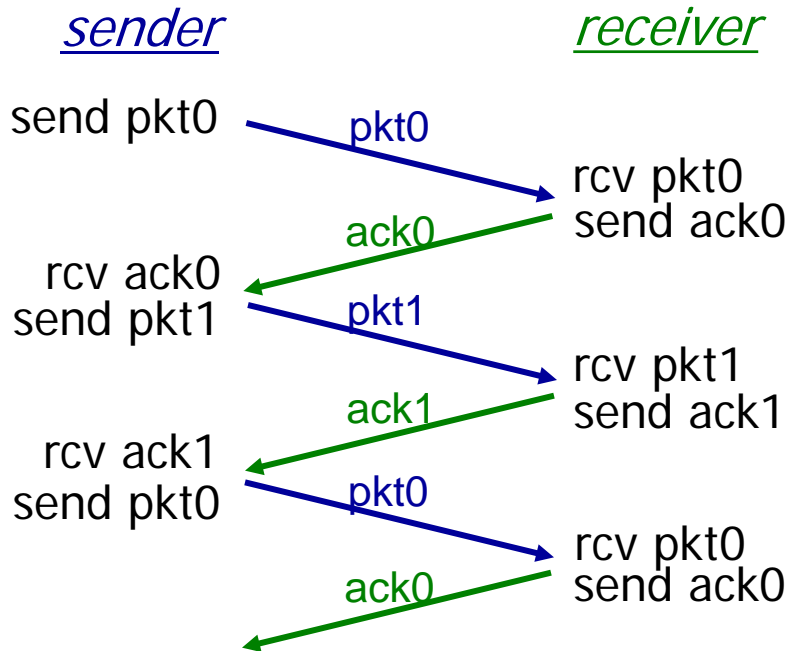 sender
receiver
send pkt0
pkt0
rcv pkt0
send ack0
ack0
rcv ack0
send pkt1
pkt1
rcv pkt1
send ack1
ack1
rcv ack1
send pkt0
pkt0
rcv pkt0
send ack0
ack0